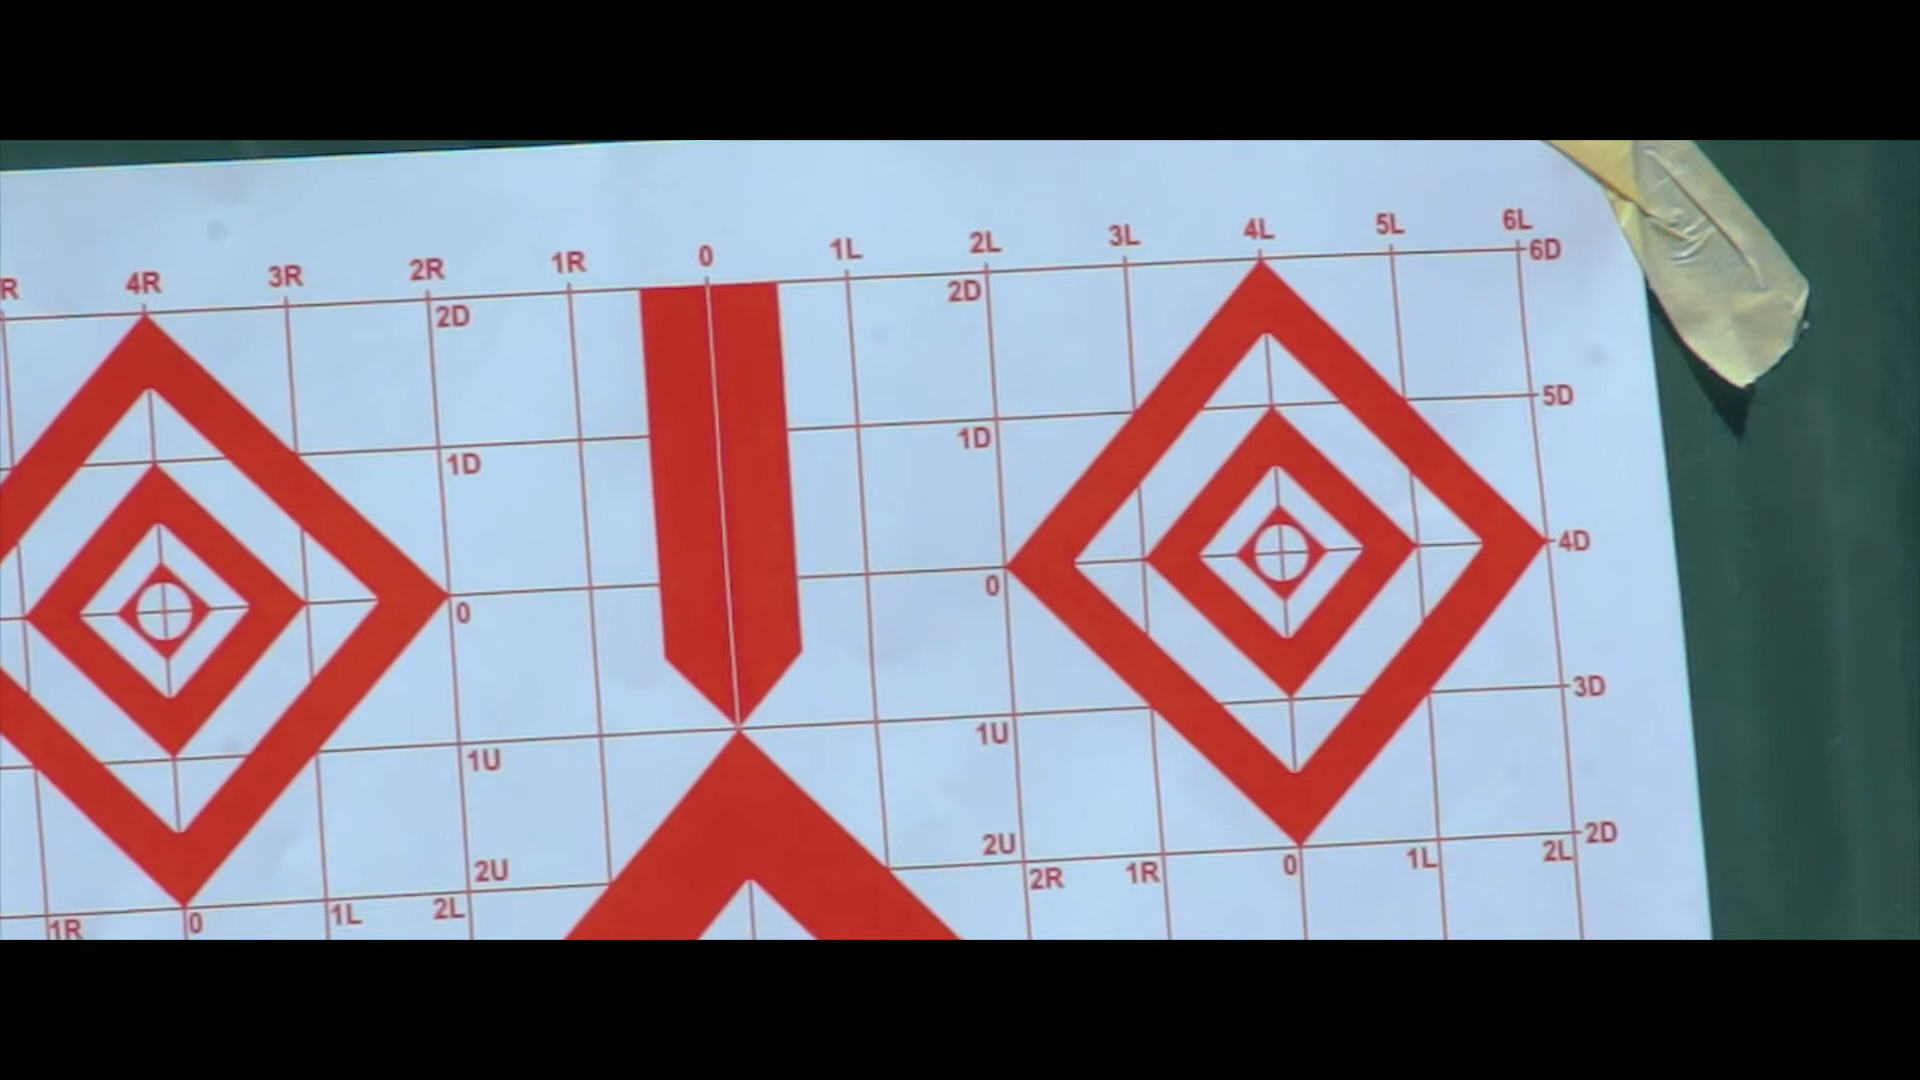 R 4R 3R 2R 1R 0 1L 2L 3L 4L 5L 6L
2D 2D 6D
1D 1D 5D
0 0 4D
1U 1U 3D
2U 2U 2D
1R 0 1L 2L 2R 1R 0 1L 2L